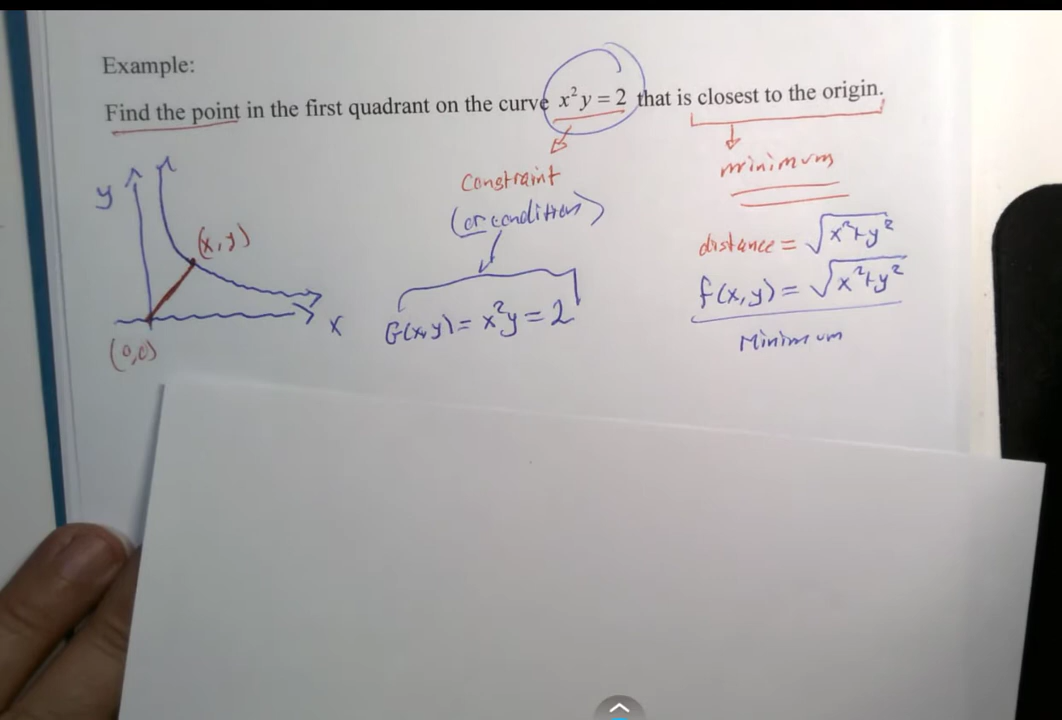 Example:
Find the point in the first quadrant on the curve x²y = 2 that is closest to the origin.
y
(x,y)
x
(0,0)
Constraint
(or condition)
G(x,y) = x²y = 2
minimum
distance = √x²+y²
f(x,y) = √x²+y²
Minimum